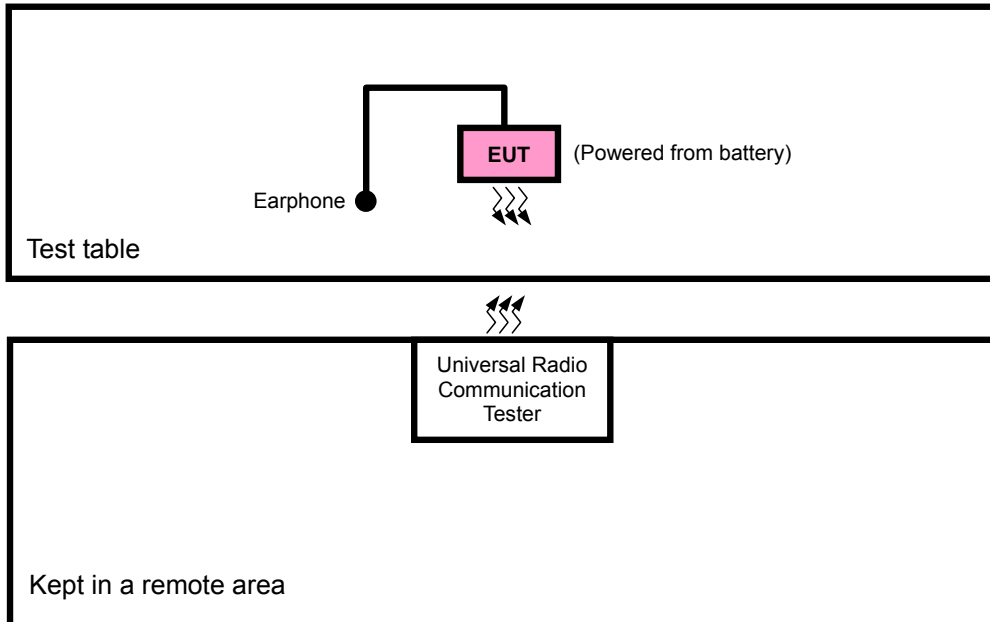 EUT
(Powered from battery)
Earphone
Test table
Universal Radio
Communication
Tester
Kept in a remote area